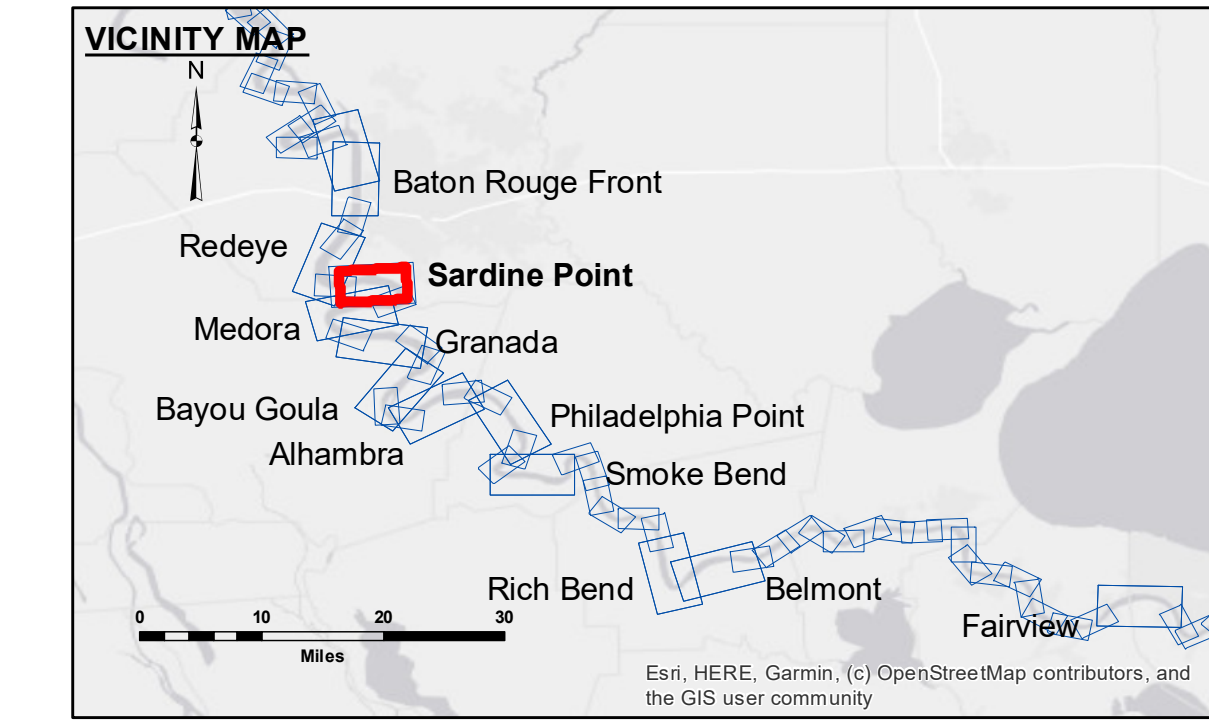 VICINITY MAP
N
Baton Rouge Front
Redeye
Sardine Point
Medora
Granada
Bayou Goula
Philadelphia Point
Alhambra
Smoke Bend
Rich Bend
Belmont
Fairview
0 10 20 30
Miles
Esri, HERE, Garmin, (c) OpenStreetMap contributors, and
the GIS user community